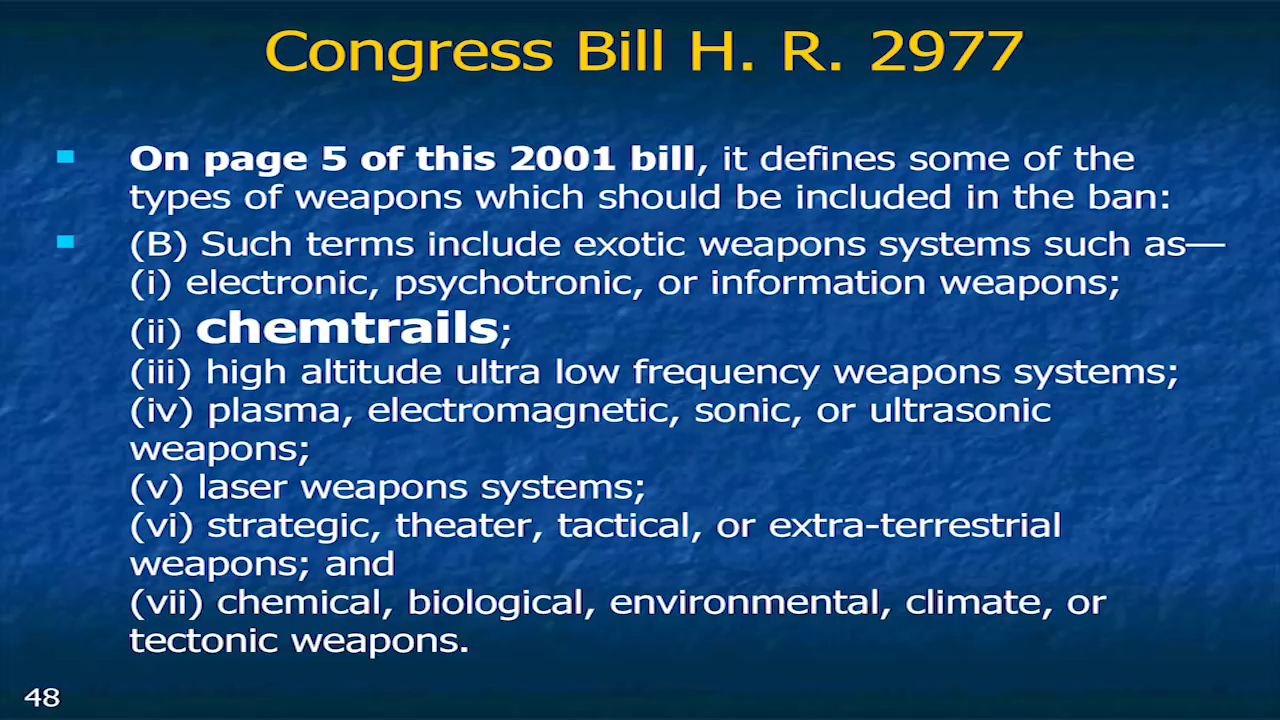 Congress Bill H. R. 2977
On page 5 of this 2001 bill, it defines some of the
types of weapons which should be included in the ban:
(B) Such terms include exotic weapons systems such as—
(i) electronic, psychotronic, or information weapons;
(ii) chemtrails;
(iii) high altitude ultra low frequency weapons systems;
(iv) plasma, electromagnetic, sonic, or ultrasonic
weapons;
(v) laser weapons systems;
(vi) strategic, theater, tactical, or extra-terrestrial
weapons; and
(vii) chemical, biological, environmental, climate, or
tectonic weapons.
48